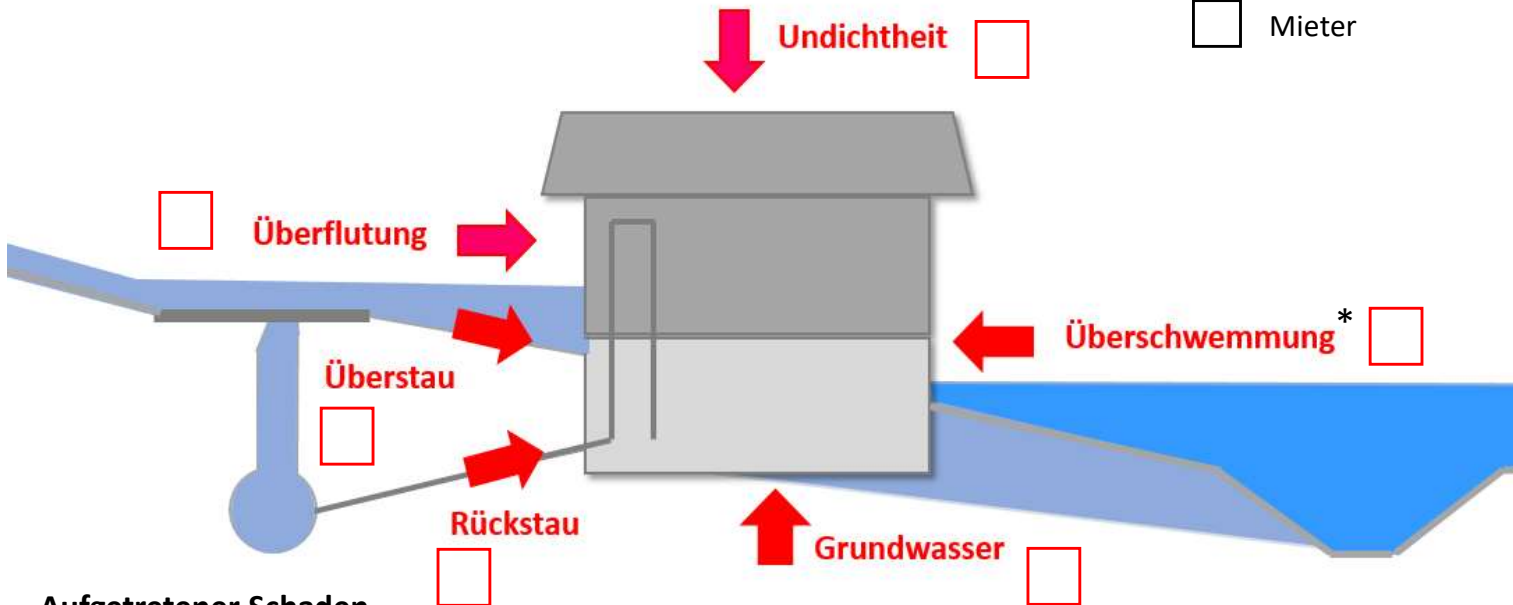 Mieter
Undichtheit
Überflutung
Überschwemmung*
Überstau
Rückstau
Grundwasser
Aufgetretener Schaden